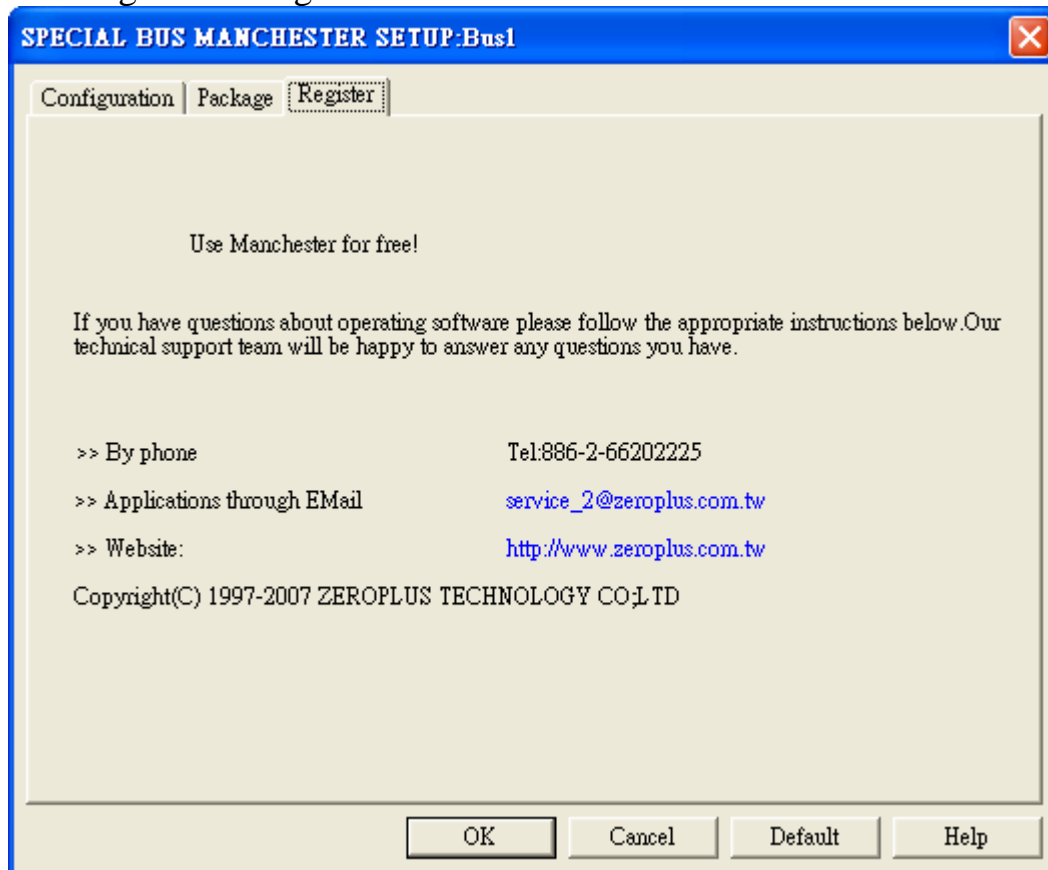 SPECIAL BUS MANCHESTER SETUP:Bus1
Configuration Package Register
Use Manchester for free!
If you have questions about operating software please follow the appropriate instructions below.Our
technical support team will be happy to answer any questions you have.
>> By phone Tel:886-2-66202225
>> Applications through EMail service_2@zeroplus.com.tw
>> Website: http://www.zeroplus.com.tw
Copyright(C) 1997-2007 ZEROPLUS TECHNOLOGY CO;LTD
OK Cancel Default Help